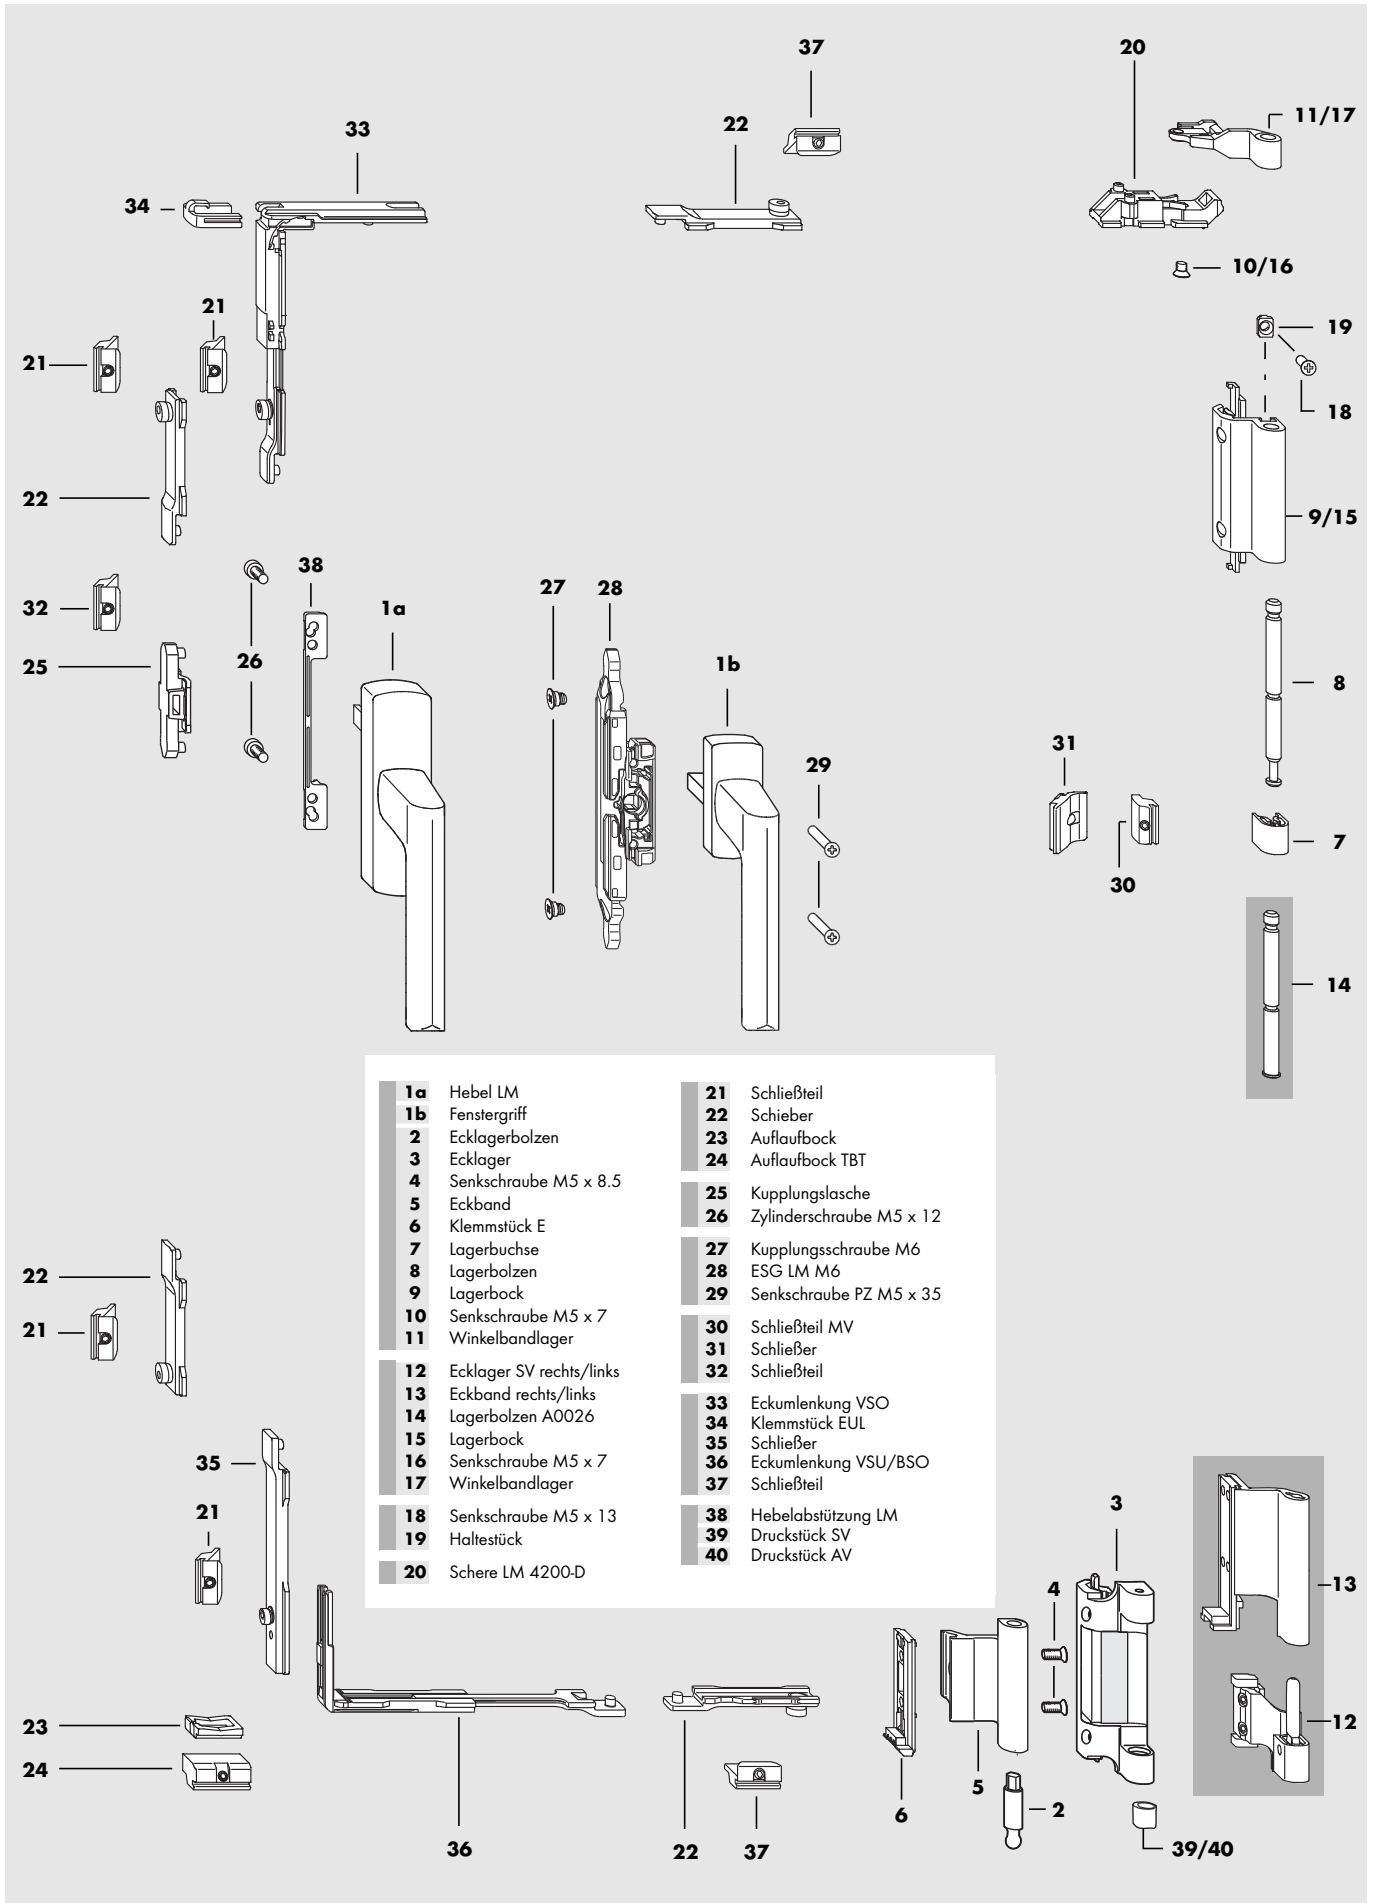 37
20
11/17
22
33
34
10/16
21
19
21
18
22
9/15
38
27
28
1a
32
26
25
1b
8
31
29
7
30
14
1a Hebel LM
1b Fenstergriff
2 Ecklagerbolzen
3 Ecklager
4 Senkschraube M5 x 8.5
5 Eckband
6 Klemmstück E
7 Lagerbuchse
8 Lagerbolzen
9 Lagerbock
10 Senkschraube M5 x 7
11 Winkelbandlager
12 Ecklager SV rechts/links
13 Eckband rechts/links
14 Lagerbolzen A0026
15 Lagerbock
16 Senkschraube M5 x 7
17 Winkelbandlager
18 Senkschraube M5 x 13
19 Haltestück
20 Schere LM 4200-D
21 Schließteil
22 Schieber
23 Auflaufbock
24 Auflaufbock TBT
25 Kupplungslasche
26 Zylinderschraube M5 x 12
27 Kupplungsschraube M6
28 ESG LM M6
29 Senkschraube PZ M5 x 35
30 Schließteil MV
31 Schließer
32 Schließteil
33 Eckumlenkung VSO
34 Klemmstück EUL
35 Schließer
36 Eckumlenkung VSU/BSO
37 Schließteil
38 Hebelabstützung LM
39 Druckstück SV
40 Druckstück AV
22
21
35
21
3
4
13
23
12
24
5
6
2
36
22
37
39/40